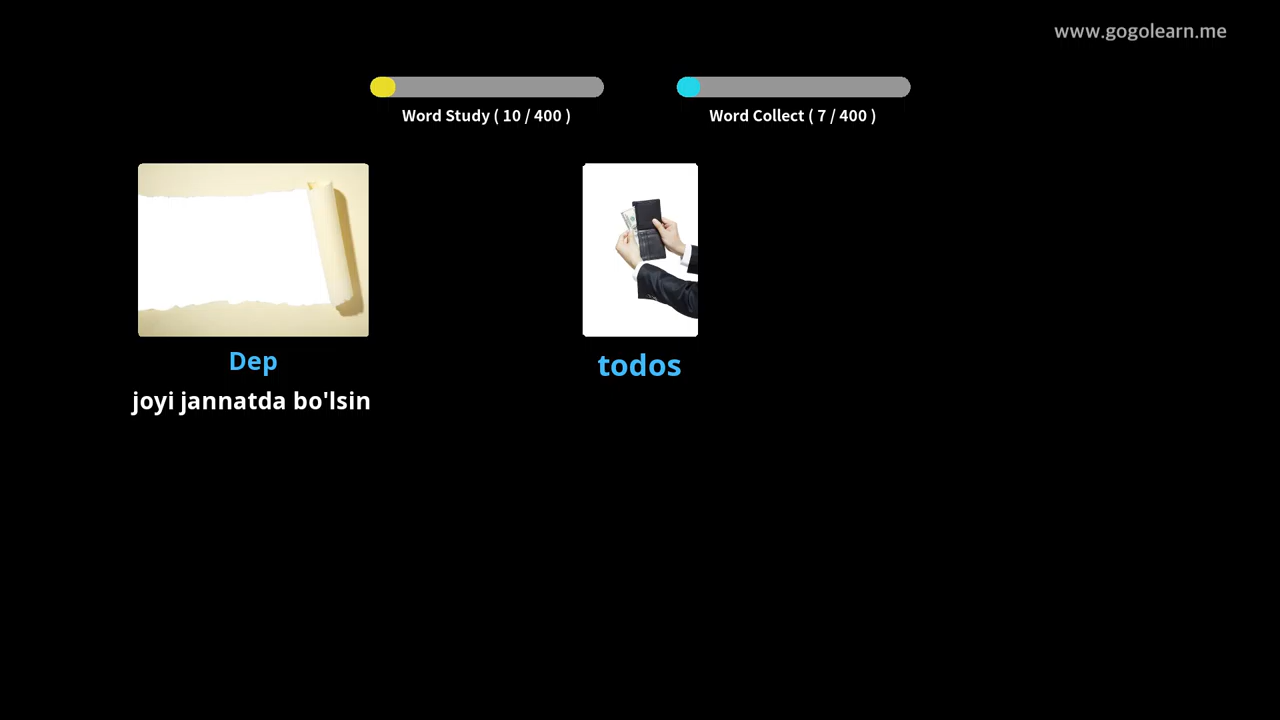 www.gogolearn.me
Word Study ( 10 / 400 )
Word Collect ( 7 / 400 )
Dep
joyi jannatda bo'lsin
todos